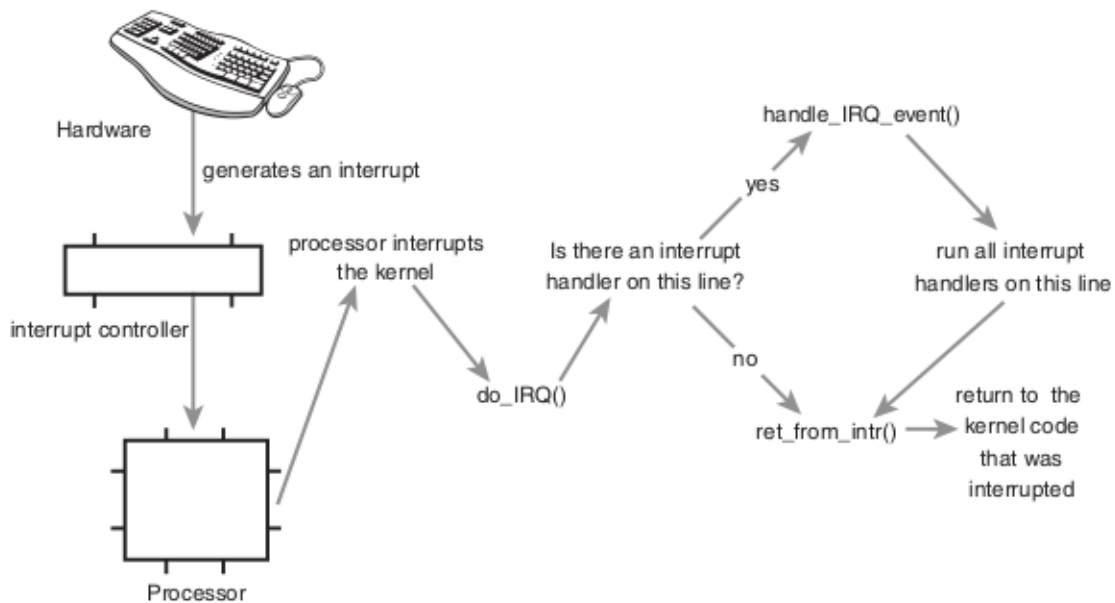 Hardware
generates an interrupt
interrupt controller
Processor
processor interrupts
the kernel
do_IRQ()
Is there an interrupt
handler on this line?
yes
no
handle_IRQ_event()
run all interrupt
handlers on this line
ret_from_intr()
return to the
kernel code
that was
interrupted